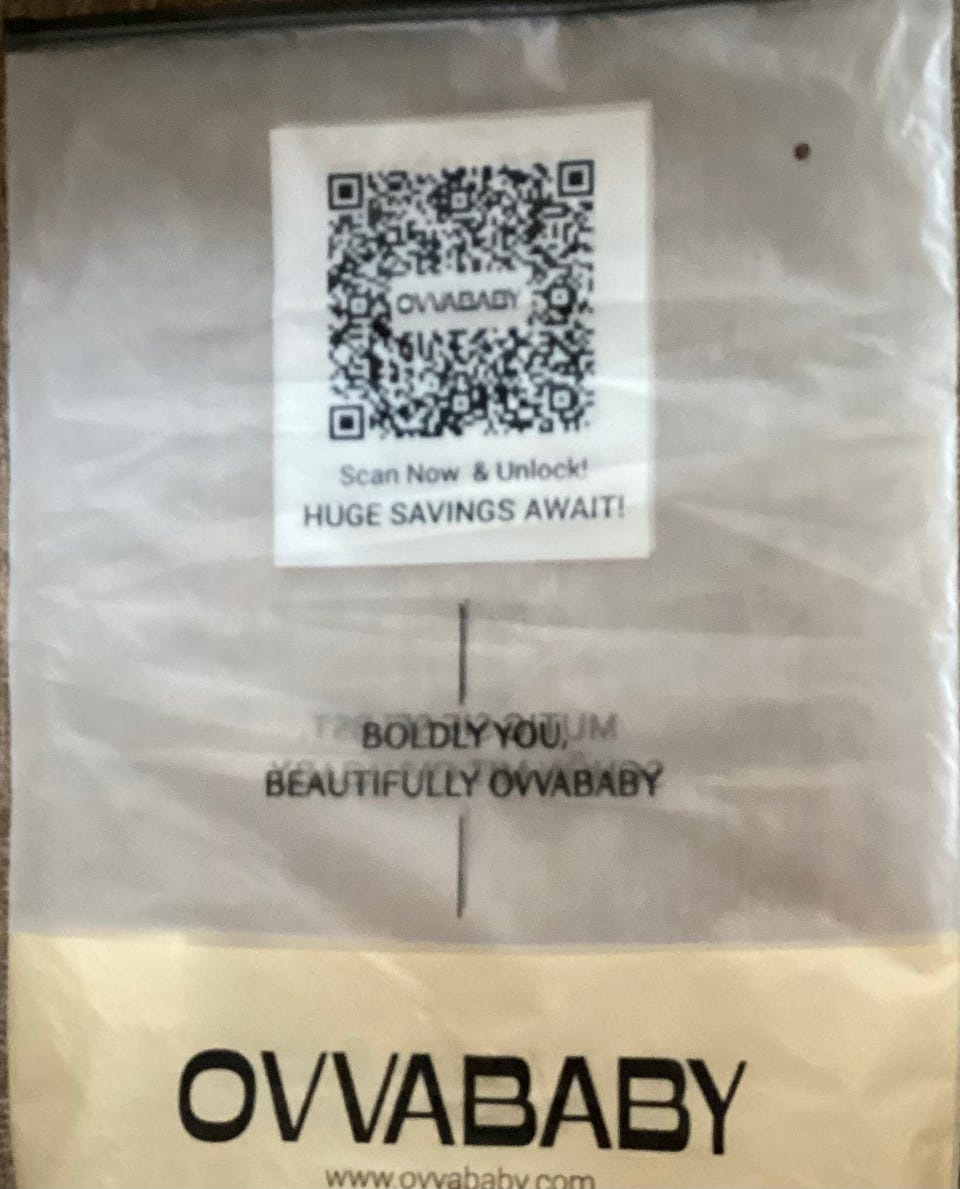 OVVABABY
Scan Now & Unlock!
HUGE SAVINGS AWAIT!
BOLDLY YOU,
BEAUTIFULLY OVVABABY
OVVABABY
www.ovvababy.com